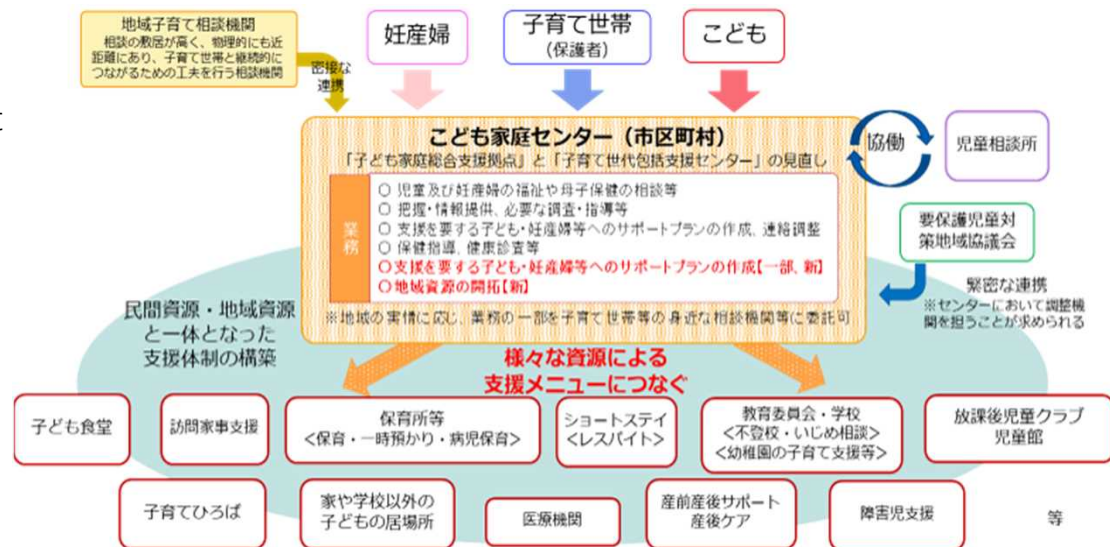 地域子育て相談機関
相談の敷居が高く、物理的にも近
距離にあり、子育て世帯と継続的に
つながるための工夫を行う相談機関
密接な
連携
妊産婦
子育て世帯
(保護者)
こども
こども家庭センター（市区町村）
「子ども家庭総合支援拠点」と「子育て世代包括支援センター」の見直し
業務
○ 児童及び妊産婦の福祉や母子保健の相談等
○ 把握・情報提供、必要な調査・指導等
○ 支援を要する子ども・妊産婦等へのサポートプランの作成、連絡調整
○ 保健指導、健康診査等
○支援を要する子ども・妊産婦等へのサポートプランの作成【一部、新】
○地域資源の開拓【新】
※地域の実情に応じ、業務の一部を子育て世帯等の身近な相談機関等に委託可
協働
児童相談所
要保護児童対
策地域協議会
緊密な連携
※センターにおいて調整機
関を担うことが求められる
民間資源・地域資源
と一体となった
支援体制の構築
様々な資源による
支援メニューにつなぐ
子ども食堂
訪問家事支援
保育所等
<保育・一時預かり・病児保育>
ショートステイ
<レスパイト>
教育委員会・学校
<不登校・いじめ相談>
<幼稚園の子育て支援等>
放課後児童クラブ
児童館
子育てひろば
家や学校以外の
子どもの居場所
医療機関
産前産後サポート
産後ケア
障害児支援
等